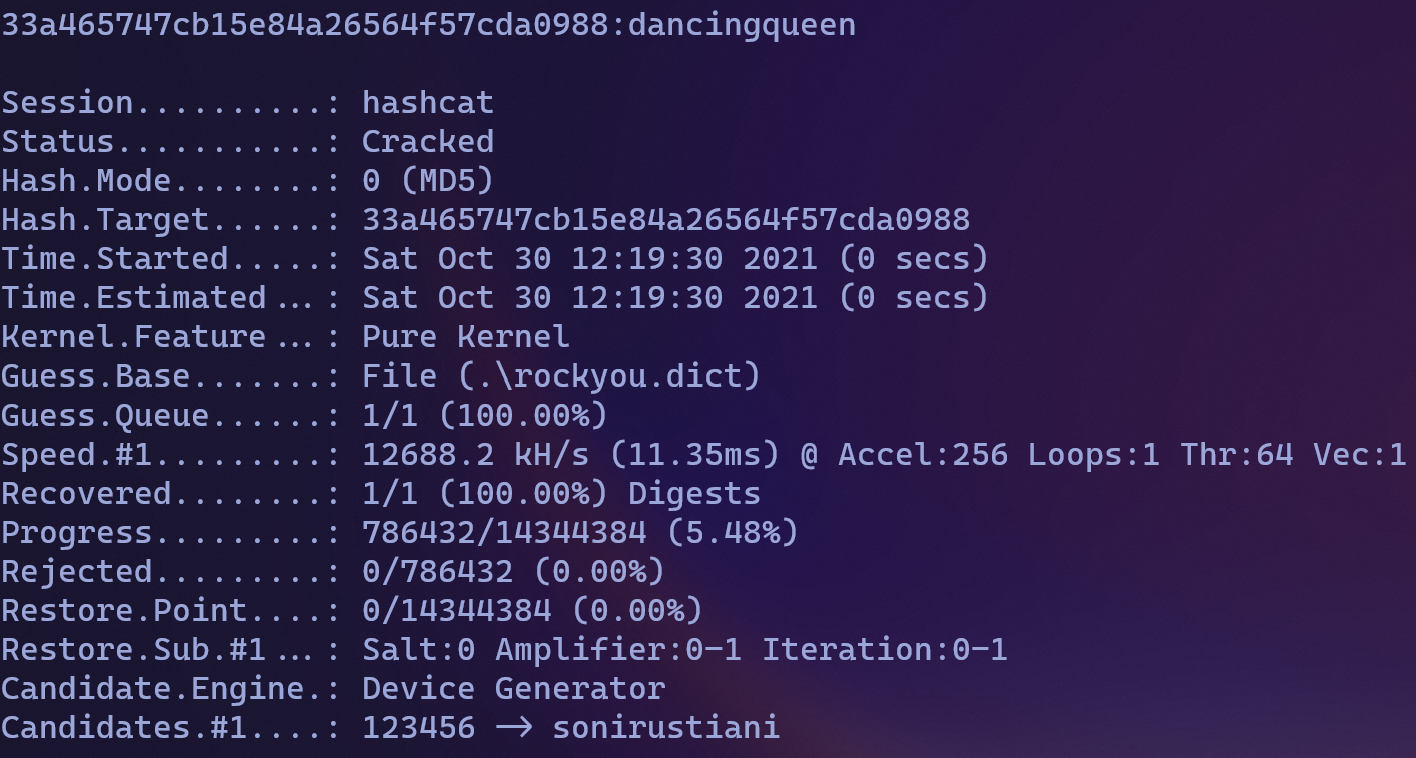 33a465747cb15e84a26564f57cda0988:dancingqueen
Session..........: hashcat
Status...........: Cracked
Hash.Mode........: 0 (MD5)
Hash.Target......: 33a465747cb15e84a26564f57cda0988
Time.Started.....: Sat Oct 30 12:19:30 2021 (0 secs)
Time.Estimated...: Sat Oct 30 12:19:30 2021 (0 secs)
Kernel.Feature...: Pure Kernel
Guess.Base.......: File (.\rockyou.dict)
Guess.Queue......: 1/1 (100.00%)
Speed.#1.........: 12688.2 kH/s (11.35ms) @ Accel:256 Loops:1 Thr:64 Vec:1
Recovered........: 1/1 (100.00%) Digests
Progress.........: 786432/14344384 (5.48%)
Rejected.........: 0/786432 (0.00%)
Restore.Point....: 0/14344384 (0.00%)
Restore.Sub.#1...: Salt:0 Amplifier:0-1 Iteration:0-1
Candidate.Engine.: Device Generator
Candidates.#1....: 123456 -> sonirustiani